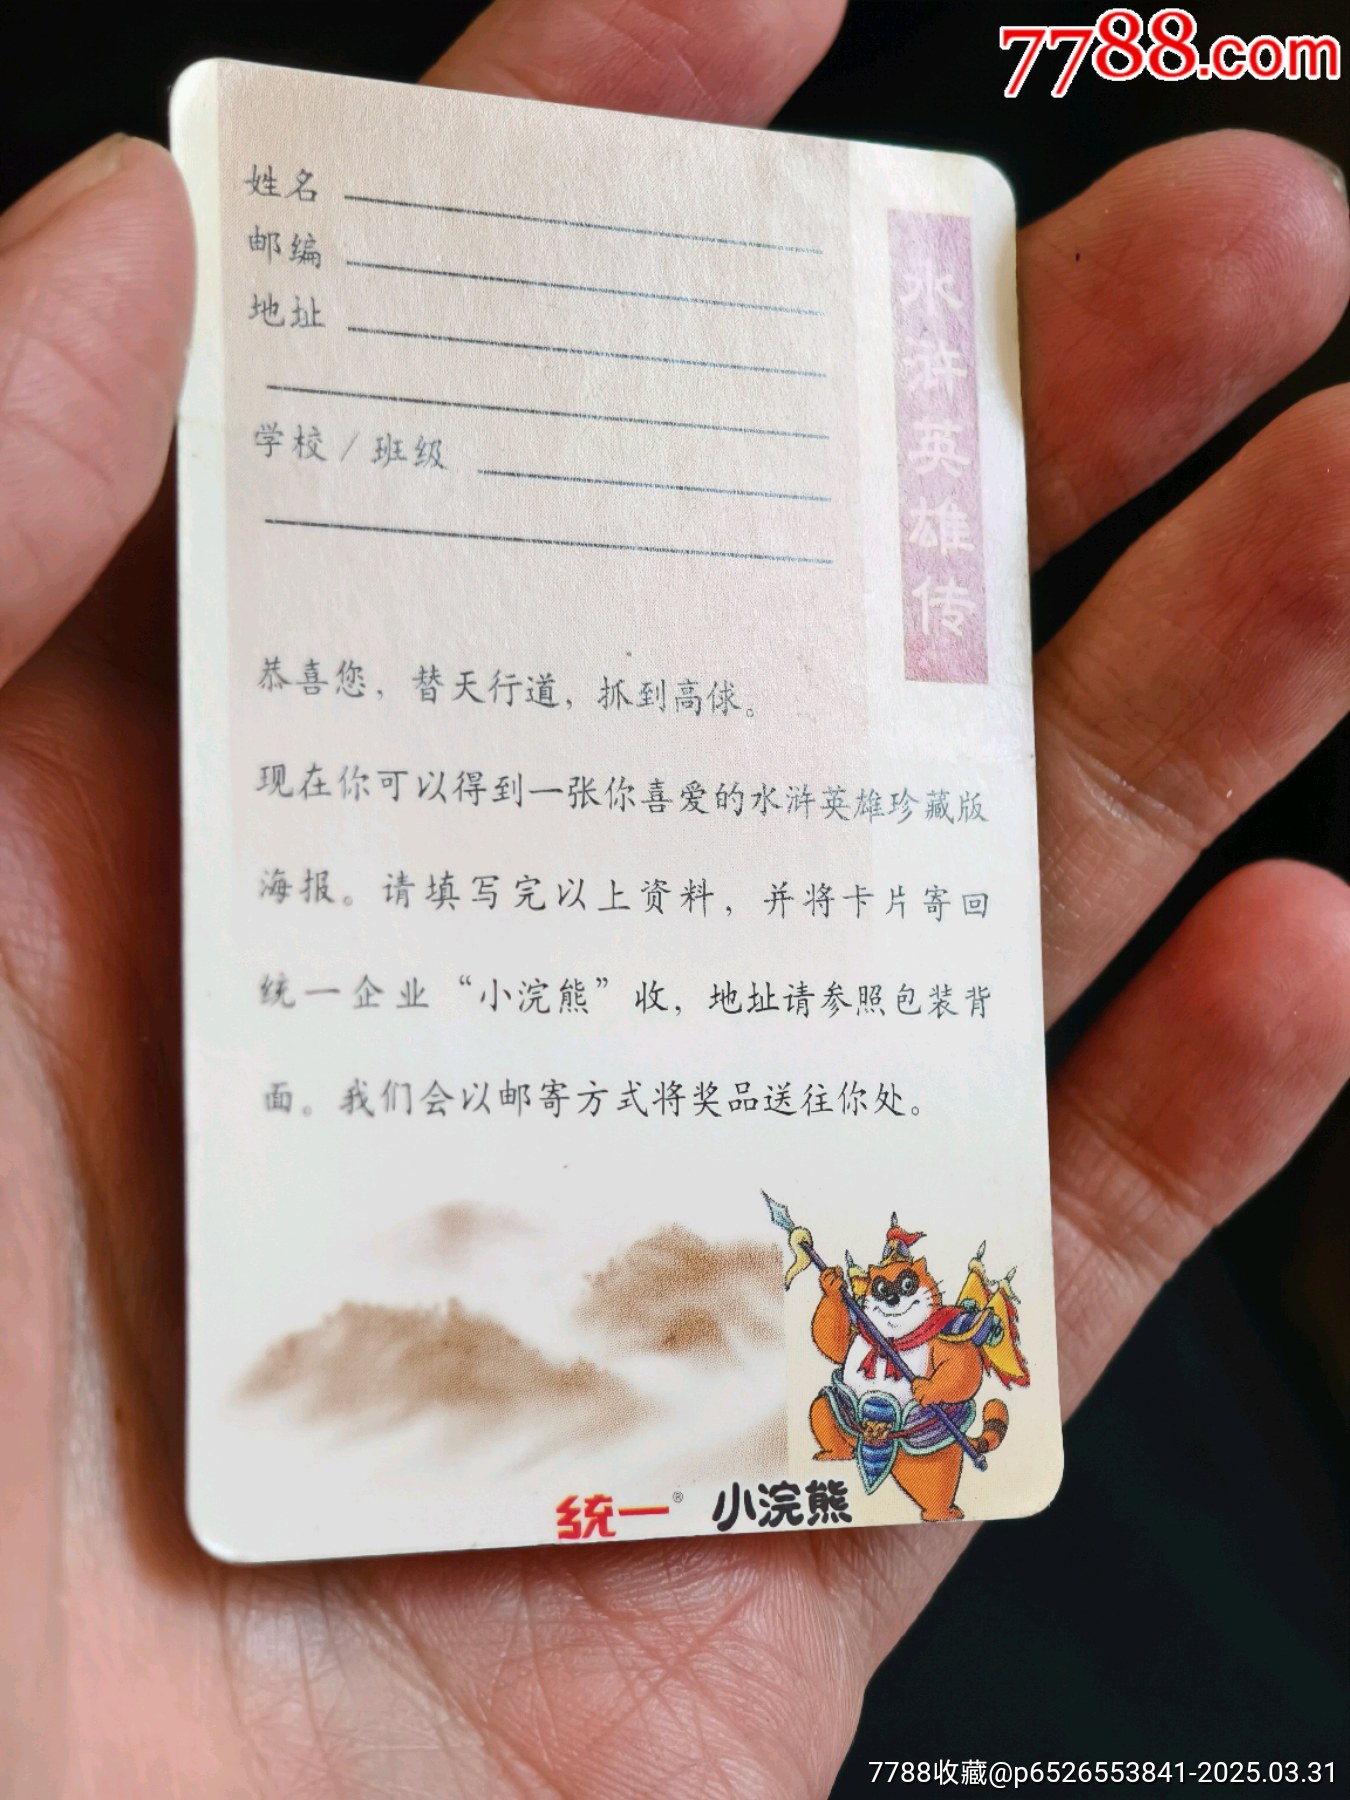 7788.com
姓名
邮编
地址
学校/班级
水浒英雄传
恭喜您，替天行道，抓到高俅。
现在你可以得到一张你喜爱的水浒英雄珍藏版
海报。请填写完以上资料，并将卡片寄回
统一企业“小浣熊”收，地址请参照包装背
面。我们会以邮寄方式将奖品送往你处。
统一® 小浣熊
7788收藏@p6526553841-2025.03.31